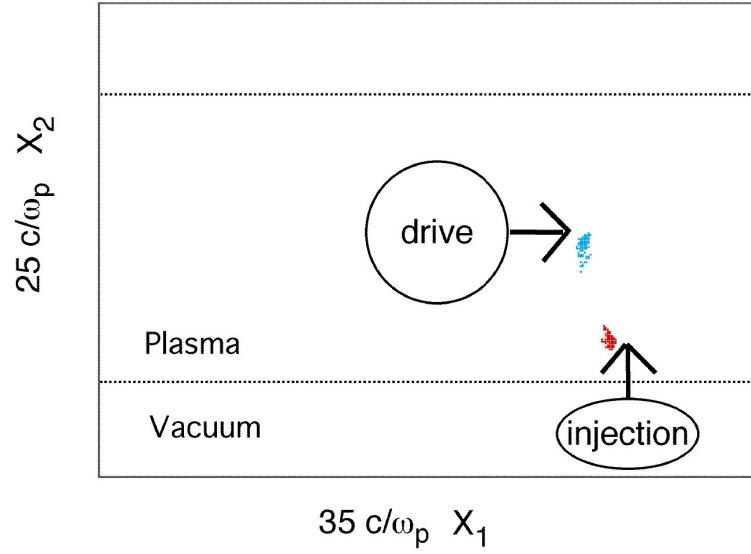 25 c/ωp X2
drive
Plasma
Vacuum
injection
35 c/ωp X1